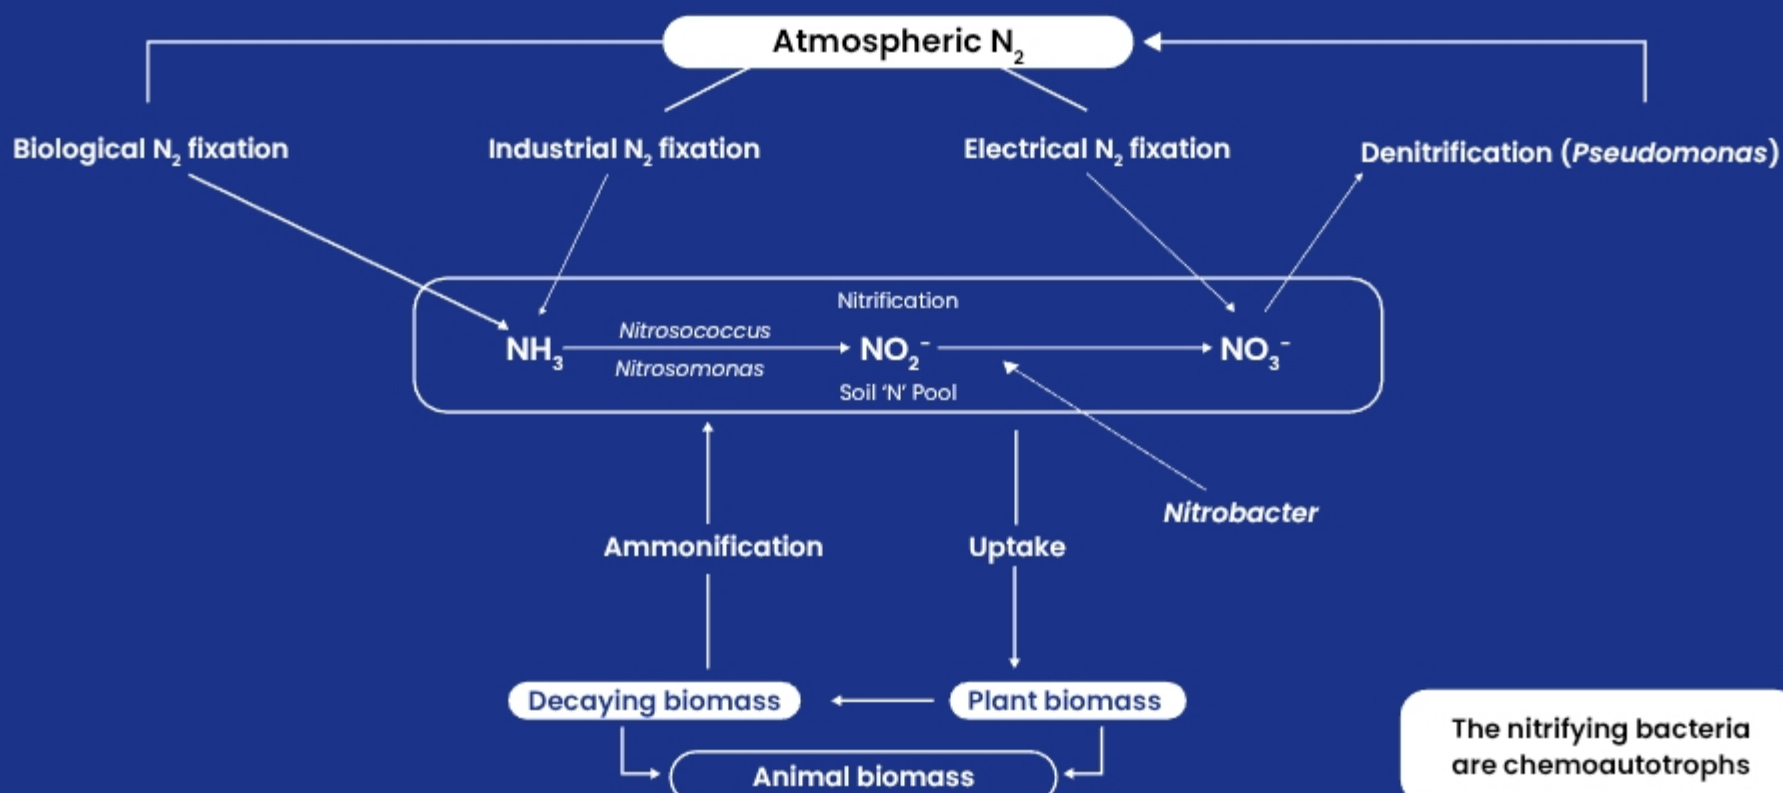 Atmospheric N₂
Biological N₂ fixation
Industrial N₂ fixation
Electrical N₂ fixation
Denitrification (Pseudomonas)
Nitrification
Nitrosococcus
NH₃
NO₂⁻
NO₃⁻
Nitrosomonas
Soil ‘N’ Pool
Nitrobacter
Ammonification
Uptake
Decaying biomass
Plant biomass
Animal biomass
The nitrifying bacteria
are chemoautotrophs